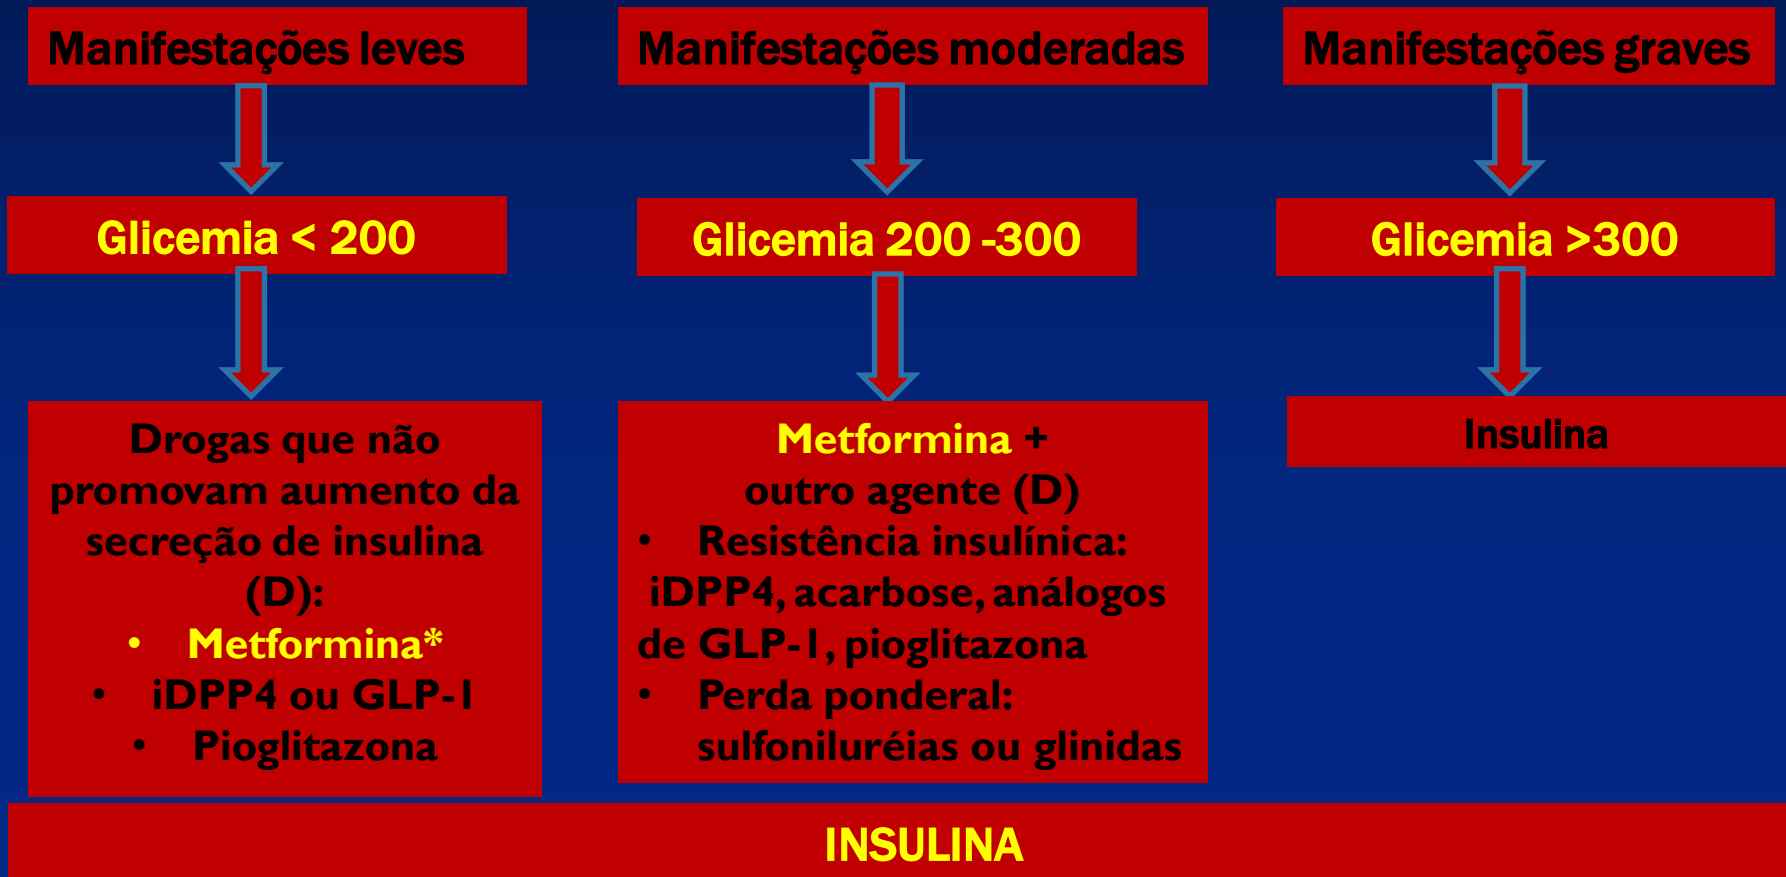 Manifestações leves
Manifestações moderadas
Manifestações graves
Glicemia < 200
Glicemia 200 -300
Glicemia >300
Drogas que não
promovam aumento da
secreção de insulina
(D):
• Metformina*
• iDPP4 ou GLP-1
• Pioglitazona
Metformina +
outro agente (D)
• Resistência insulínica:
iDPP4, acarbose, análogos
de GLP-1, pioglitazona
• Perda ponderal:
sulfoniluréias ou glinidas
Insulina
INSULINA